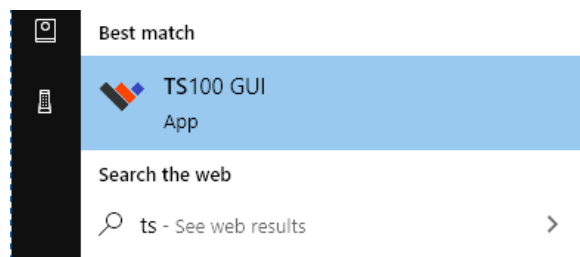 Best match
TS100 GUI
App
Search the web
ts - See web results